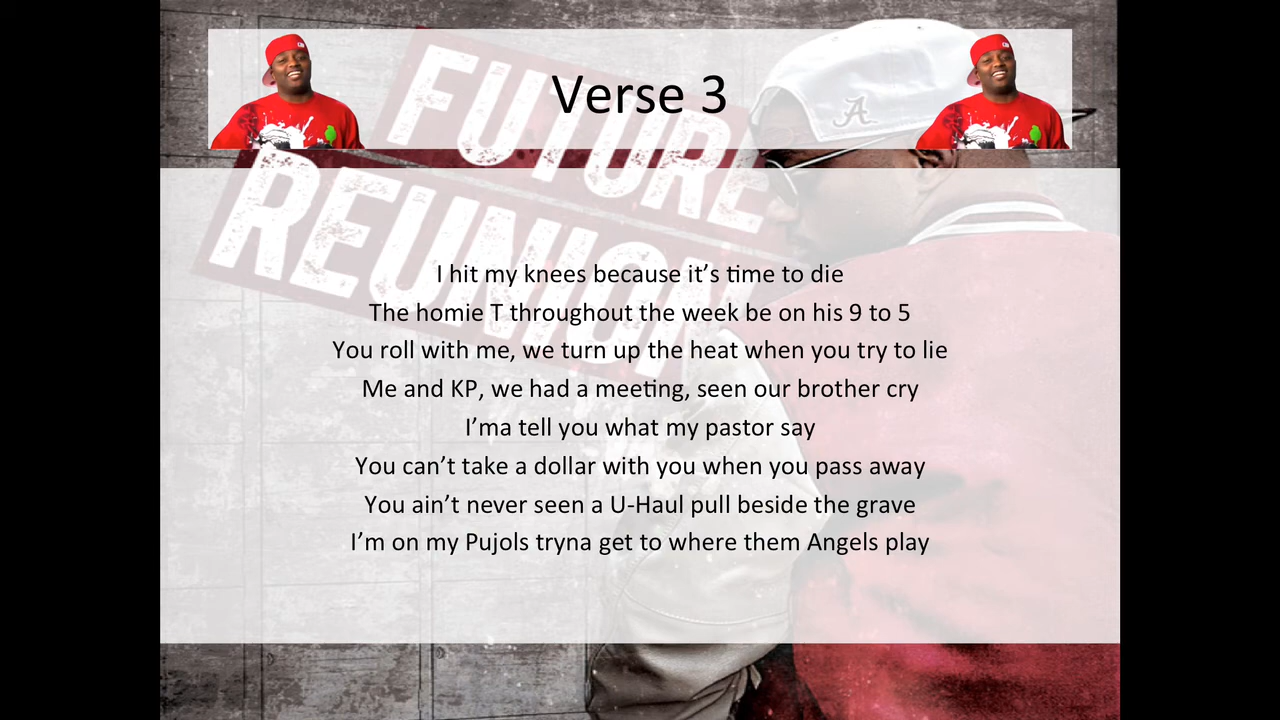 Verse 3
FUTURE
REUNION
A
I hit my knees because it’s time to die
The homie T throughout the week be on his 9 to 5
You roll with me, we turn up the heat when you try to lie
Me and KP, we had a meeting, seen our brother cry
I’ma tell you what my pastor say
You can’t take a dollar with you when you pass away
You ain’t never seen a U-Haul pull beside the grave
I’m on my Pujols tryna get to where them Angels play